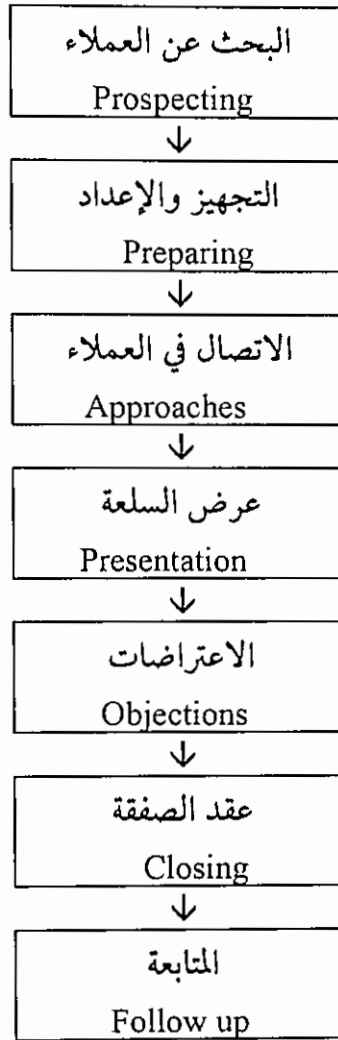 البحث عن العملاء
Prospecting
↓
التجهيز والإعداد
Preparing
↓
الاتصال في العملاء
Approaches
↓
عرض السلعة
Presentation
↓
الاعتراضات
Objections
↓
عقد الصفقة
Closing
↓
المتابعة
Follow up